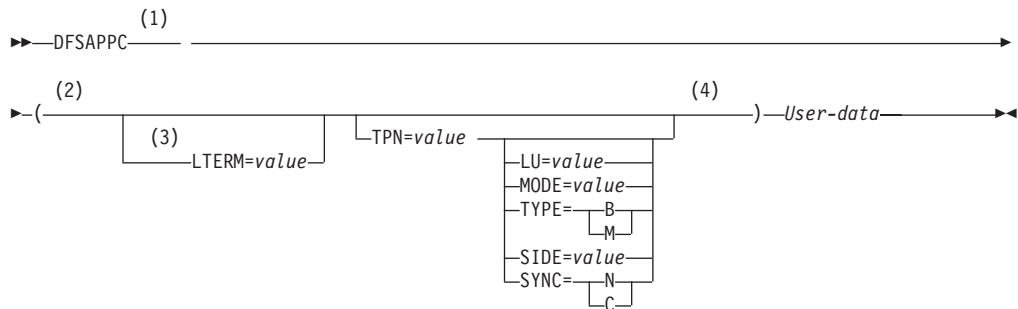 (1)
DFSAPPC
(2) (4)
( ) User-data
(3)
LTERM=value
TPN=value
LU=value
MODE=value
TYPE= B
M
SIDE=value
SYNC= N
C